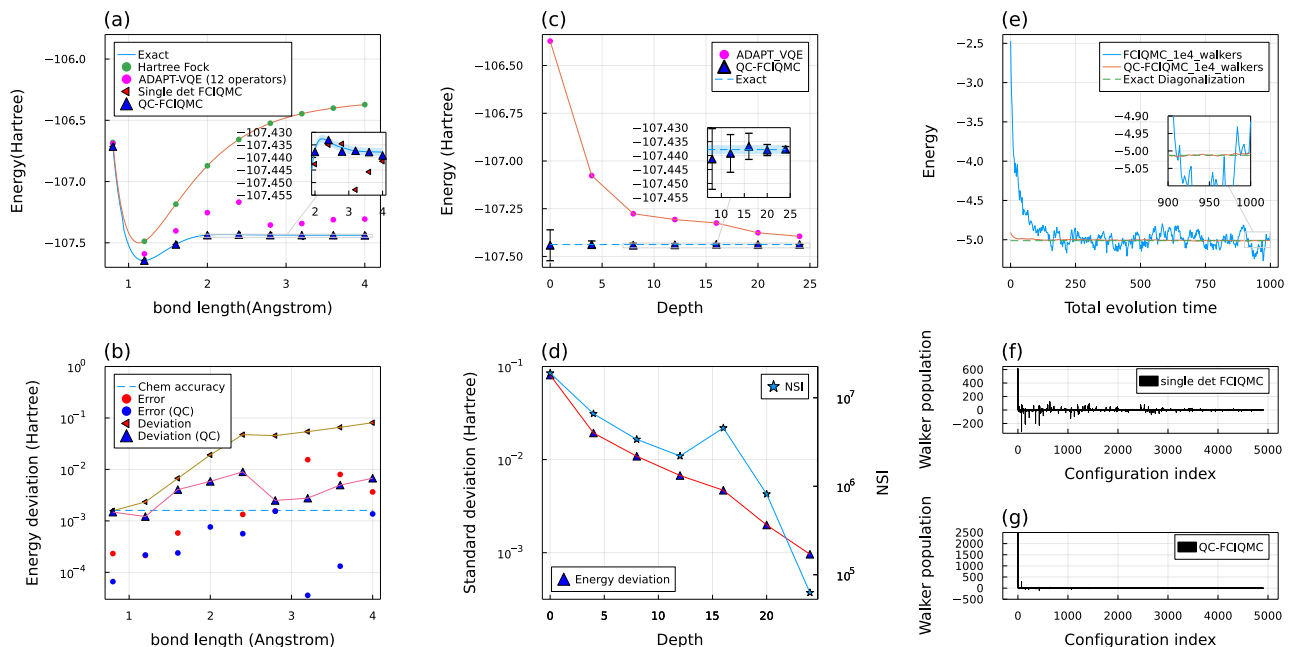 (a)
Energy(Hartree)
−106.0
−106.5
−107.0
−107.5
Exact
Hartree Fock
ADAPT-VQE (12 operators)
Single det FCIQMC
QC-FCIQMC
−107.430
−107.435
−107.440
−107.445
−107.450
−107.455
2 3 4
1 2 3 4
bond length(Angstrom)
(c)
Energy (Hartree)
−106.50
−106.75
−107.00
−107.25
−107.50
ADAPT_VQE
QC-FCIQMC
Exact
−107.430
−107.435
−107.440
−107.445
−107.450
−107.455
10 15 20 25
0 5 10 15 20 25
Depth
(e)
Energy
−2.5
−3.0
−3.5
−4.0
−4.5
−5.0
FCIQMC_1e4_walkers
QC-FCIQMC_1e4_walkers
Exact Diagonalization
−4.90
−4.95
−5.00
−5.05
900 950 1000
0 250 500 750 1000
Total evolution time
(b)
Energy deviation (Hartree)
10⁰
10⁻¹
10⁻²
10⁻³
10⁻⁴
Chem accuracy
Error
Error (QC)
Deviation
Deviation (QC)
1 2 3 4
bond length (Angstrom)
(d)
Standard deviation (Hartree)
10⁻¹
10⁻²
10⁻³
NSI
Energy deviation
10⁷
10⁶
10⁵
NSI
0 5 10 15 20
Depth
(f)
Walker population
600
400
200
0
−200
single det FCIQMC
0 1000 2000 3000 4000 5000
Configuration index
(g)
Walker population
2500
2000
1500
1000
500
0
−500
QC-FCIQMC
0 1000 2000 3000 4000 5000
Configuration index